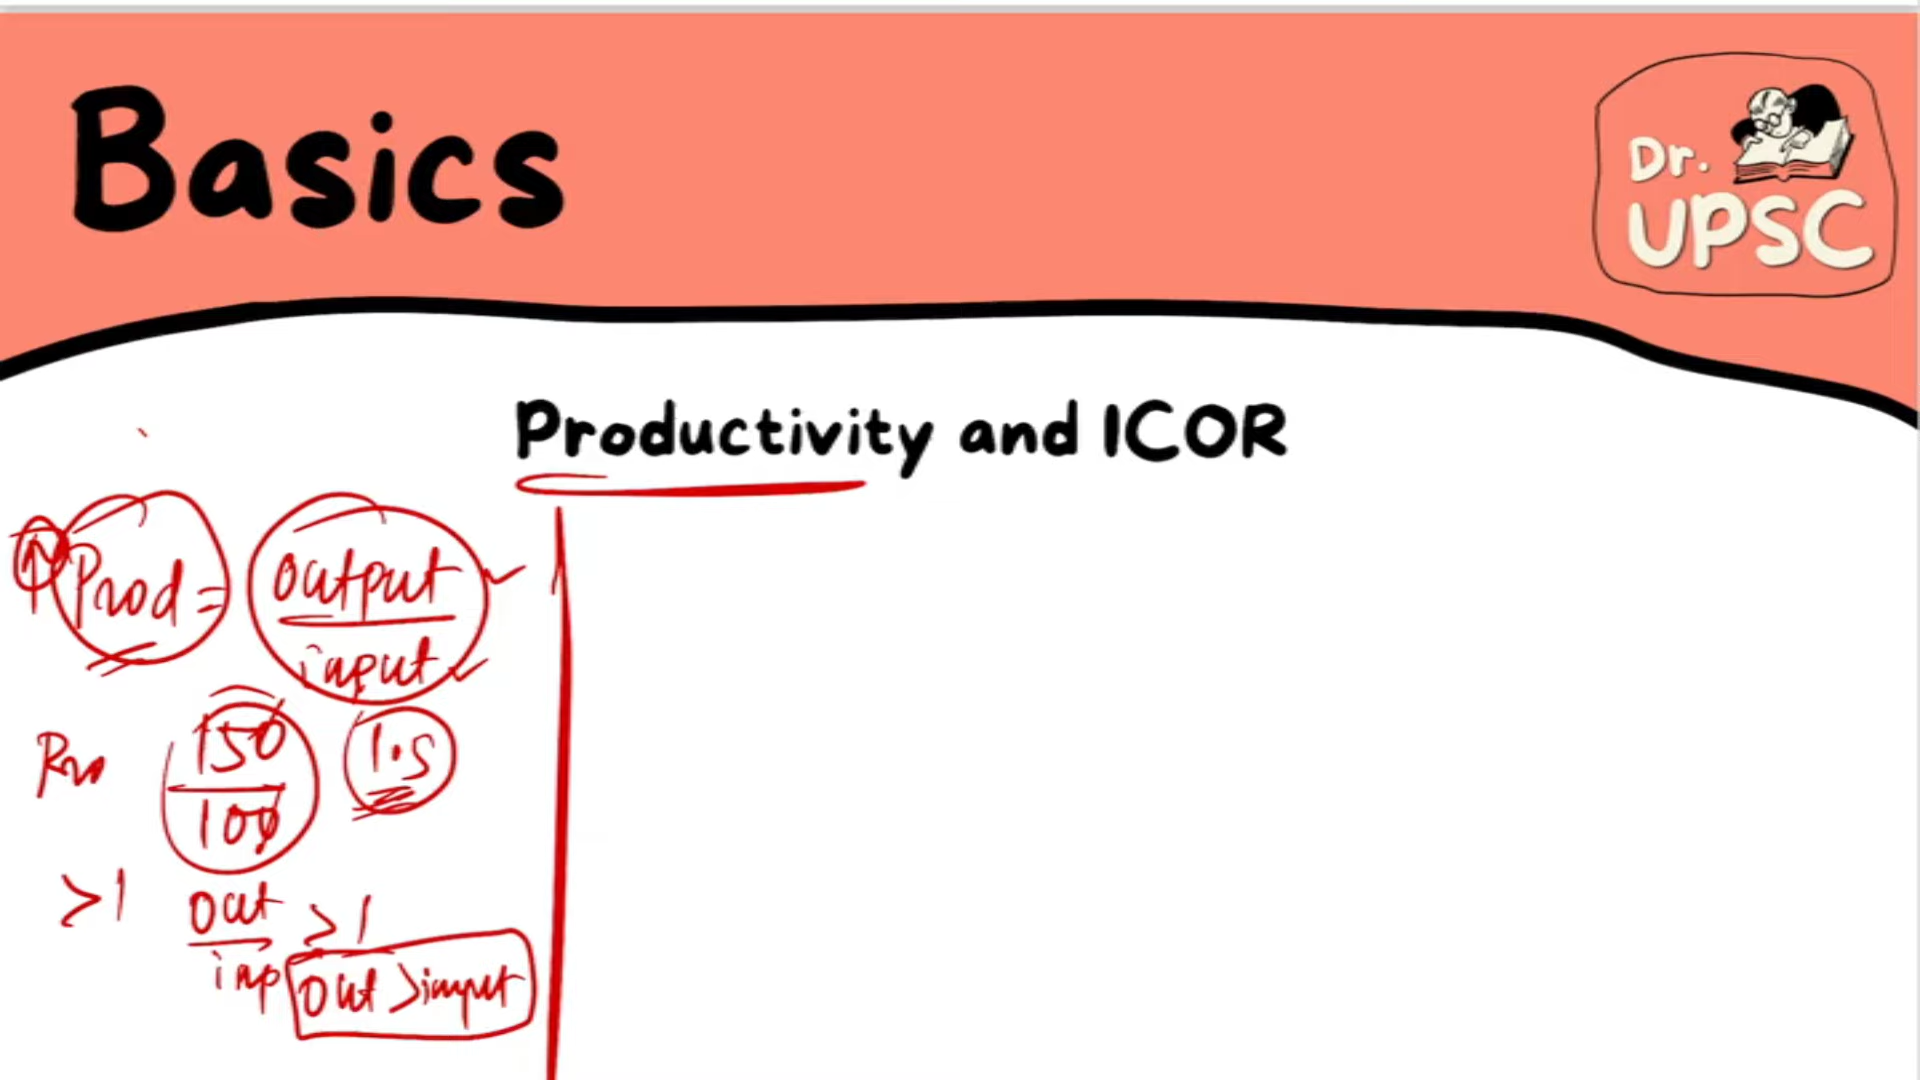 Basics
Dr.
UPSC
Productivity and ICOR
↑Prod = output
input
150
100
1.5
>1
out
inp
>1
out >input